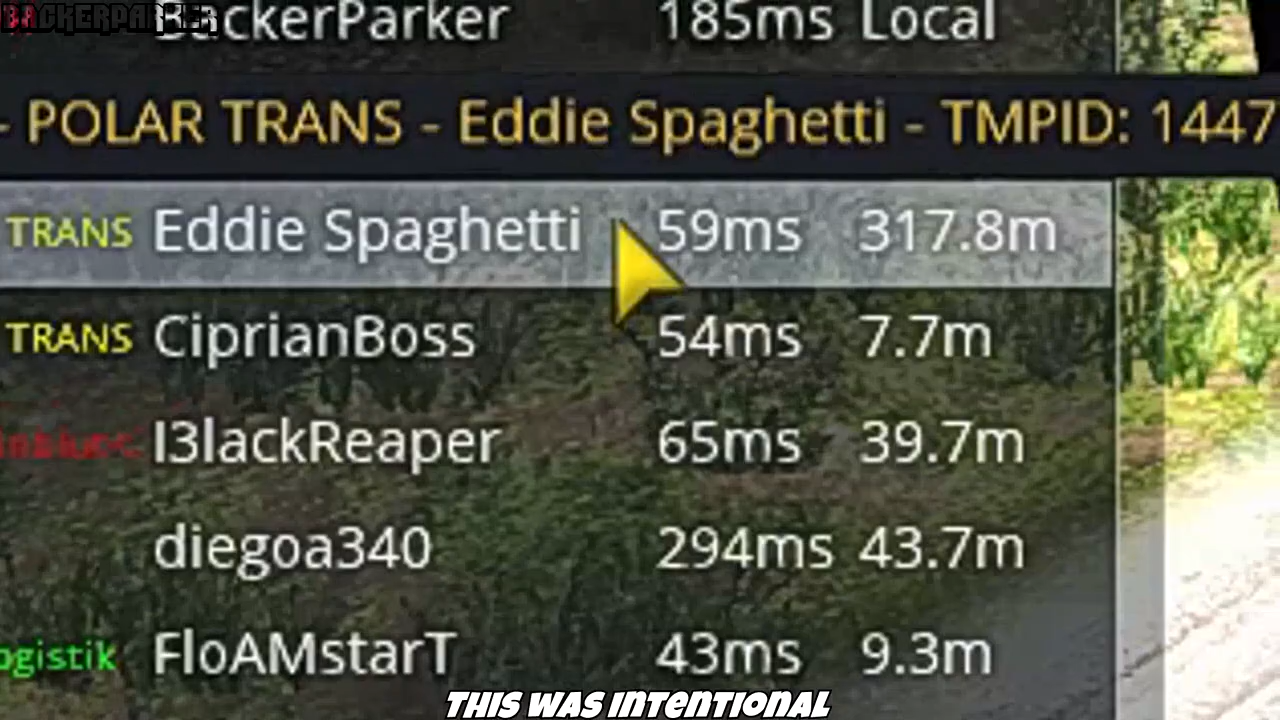 BACKERPARKER
BackerParker 185ms Local
- POLAR TRANS - Eddie Spaghetti - TMPID: 1447
TRANS Eddie Spaghetti 59ms 317.8m
TRANS CiprianBoss 54ms 7.7m
I3lackReaper 65ms 39.7m
diegoa340 294ms 43.7m
ogistik FloAMstarT 43ms 9.3m
THIS WAS INTENTIONAL